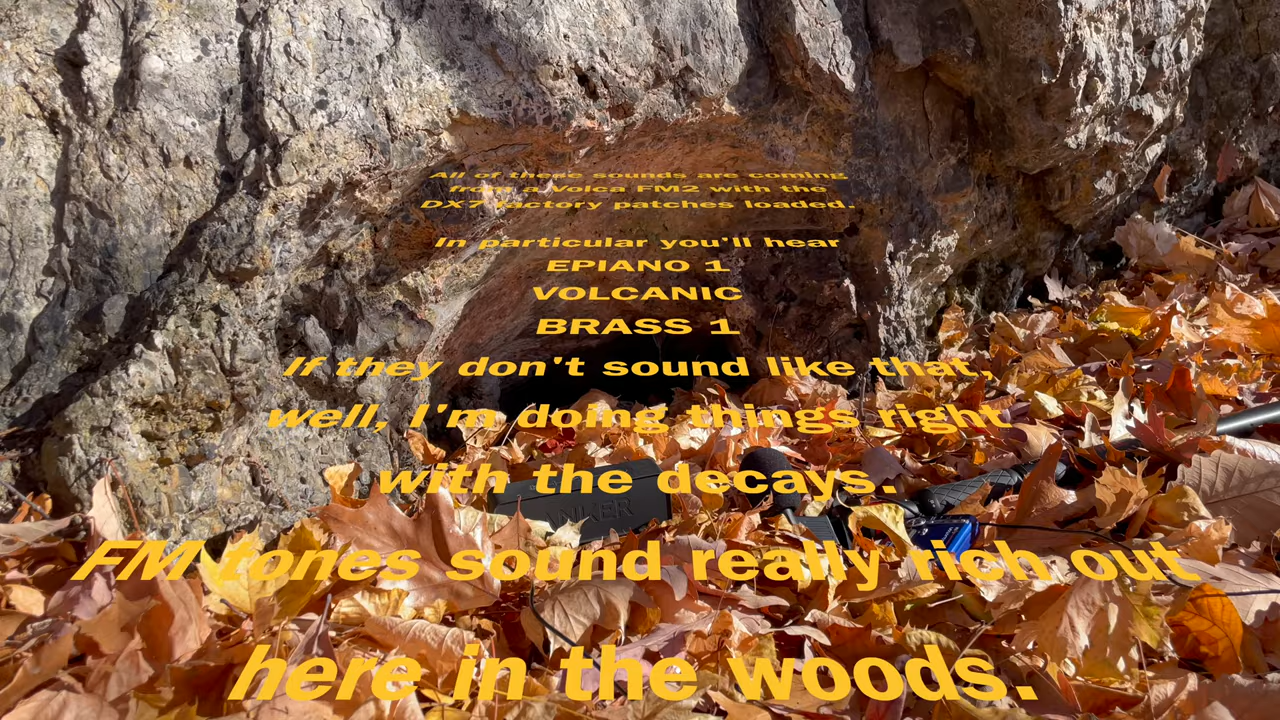 All of there sounds are coming
from a Volca FM2 with the
DX7 factory patches loaded.
In particular you'll hear
EPIANO 1
VOLCANIC
BRASS 1
If they don't sound like that,
well, I'm doing things right
with the decays.
ANKER
FM tones sound really rich out
here in the woods.